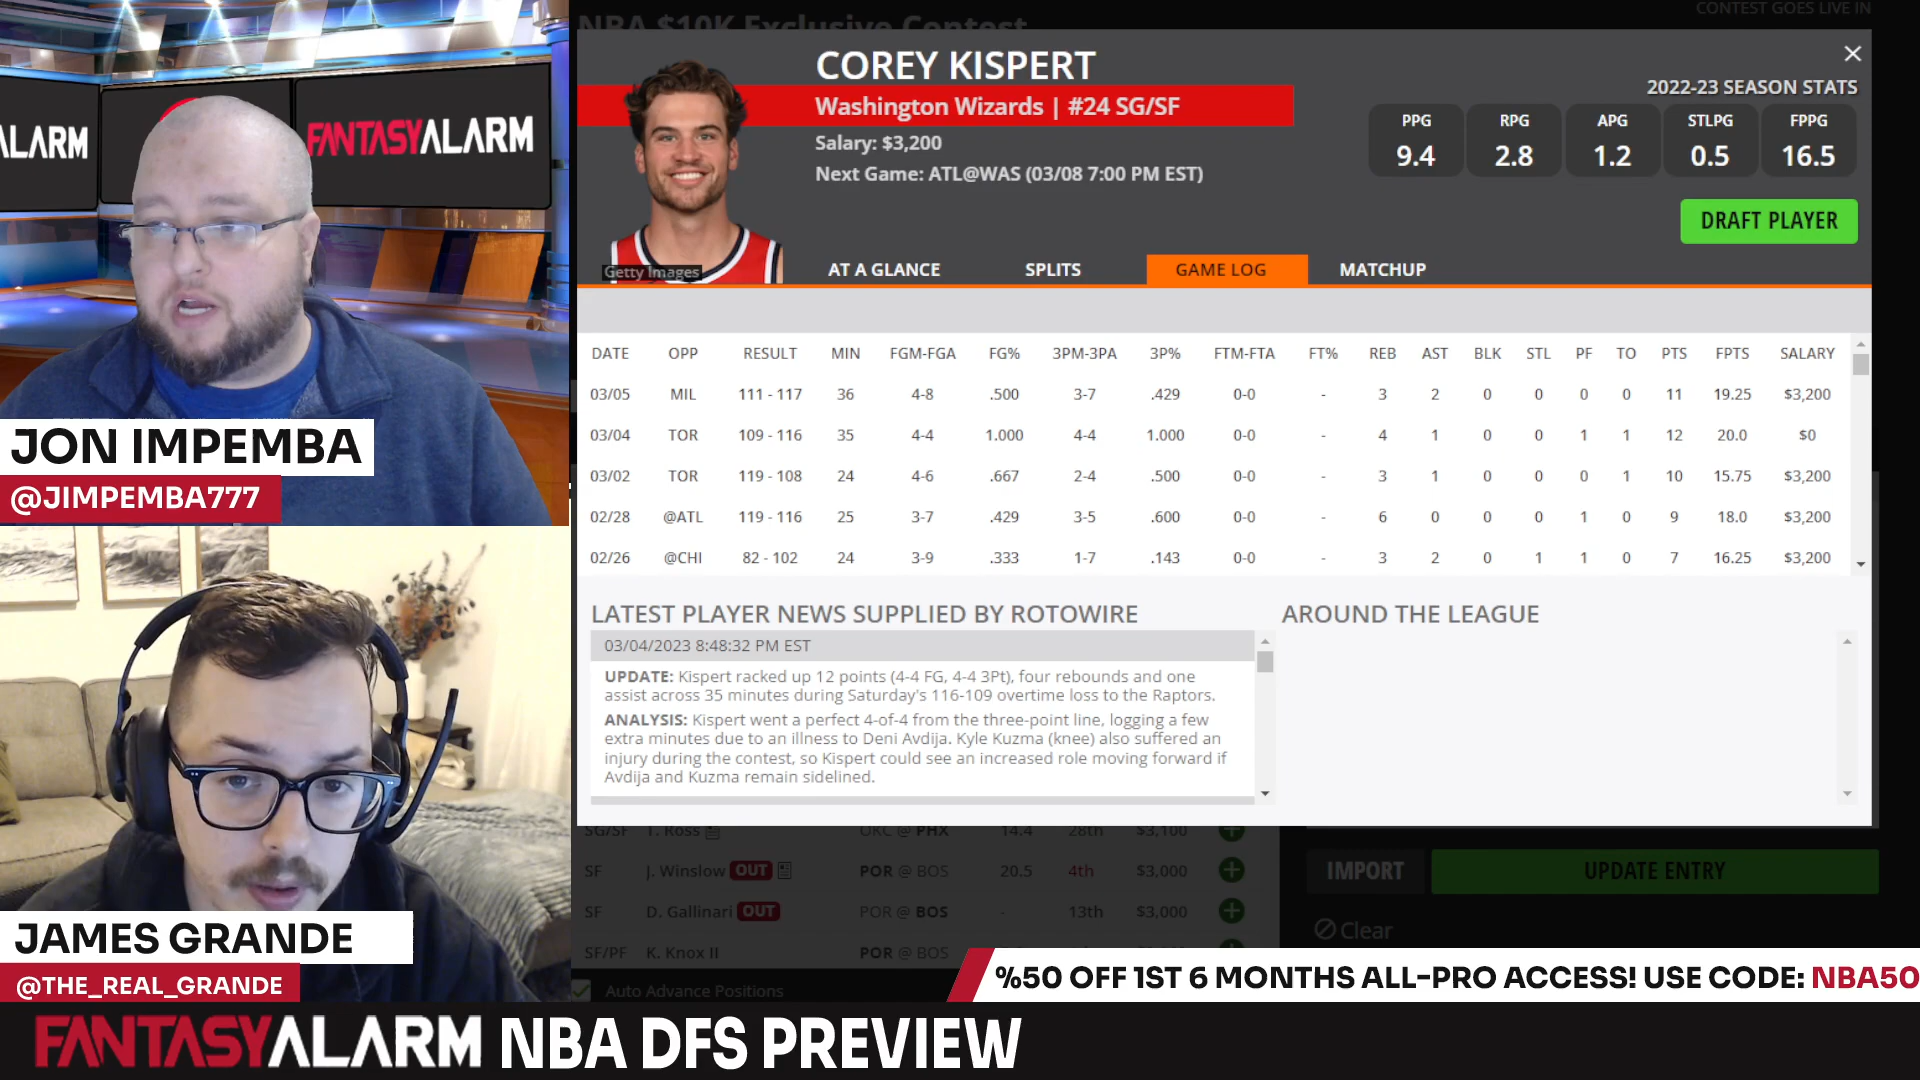 NBA $10K Exclusive Contest
CONTEST GOES LIVE IN
ALARM
FANTASYALARM
JON IMPEMBA
@JIMPEMBA777
JAMES GRANDE
@THE_REAL_GRANDE
COREY KISPERT
Washington Wizards | #24 SG/SF
Salary: $3,200
Next Game: ATL@WAS (03/08 7:00 PM EST)
Getty Images
2022-23 SEASON STATS
PPG RPG APG STLPG FPPG
9.4 2.8 1.2 0.5 16.5
DRAFT PLAYER
AT A GLANCE SPLITS GAME LOG MATCHUP
DATE OPP RESULT MIN FGM-FGA FG% 3PM-3PA 3P% FTM-FTA FT% REB AST BLK STL PF TO PTS FPTS SALARY
03/05 MIL 111 - 117 36 4-8 .500 3-7 .429 0-0 - 3 2 0 0 0 0 11 19.25 $3,200
03/04 TOR 109 - 116 35 4-4 1.000 4-4 1.000 0-0 - 4 1 0 0 1 1 12 20.0 $0
03/02 TOR 119 - 108 24 4-6 .667 2-4 .500 0-0 - 3 1 0 0 0 1 10 15.75 $3,200
02/28 @ATL 119 - 116 25 3-7 .429 3-5 .600 0-0 - 6 0 0 0 1 0 9 18.0 $3,200
02/26 @CHI 82 - 102 24 3-9 .333 1-7 .143 0-0 - 3 2 0 1 1 0 7 16.25 $3,200
LATEST PLAYER NEWS SUPPLIED BY ROTOWIRE
03/04/2023 8:48:32 PM EST
UPDATE: Kispert racked up 12 points (4-4 FG, 4-4 3Pt), four rebounds and one
assist across 35 minutes during Saturday's 116-109 overtime loss to the Raptors.
ANALYSIS: Kispert went a perfect 4-of-4 from the three-point line, logging a few
extra minutes due to an illness to Deni Avdija. Kyle Kuzma (knee) also suffered an
injury during the contest, so Kispert could see an increased role moving forward if
Avdija and Kuzma remain sidelined.
AROUND THE LEAGUE
SG/SF T. Ross OKC @ PHX 14.4 28th $3,100
SF J. Winslow OUT POR @ BOS 20.5 4th $3,000
SF D. Gallinari OUT POR @ BOS - 13th $3,000
SF/PF K. Knox II POR @ BOS
Auto Advance Positions
IMPORT UPDATE ENTRY
Clear
%50 OFF 1ST 6 MONTHS ALL-PRO ACCESS! USE CODE: NBA50
FANTASYALARM NBA DFS PREVIEW